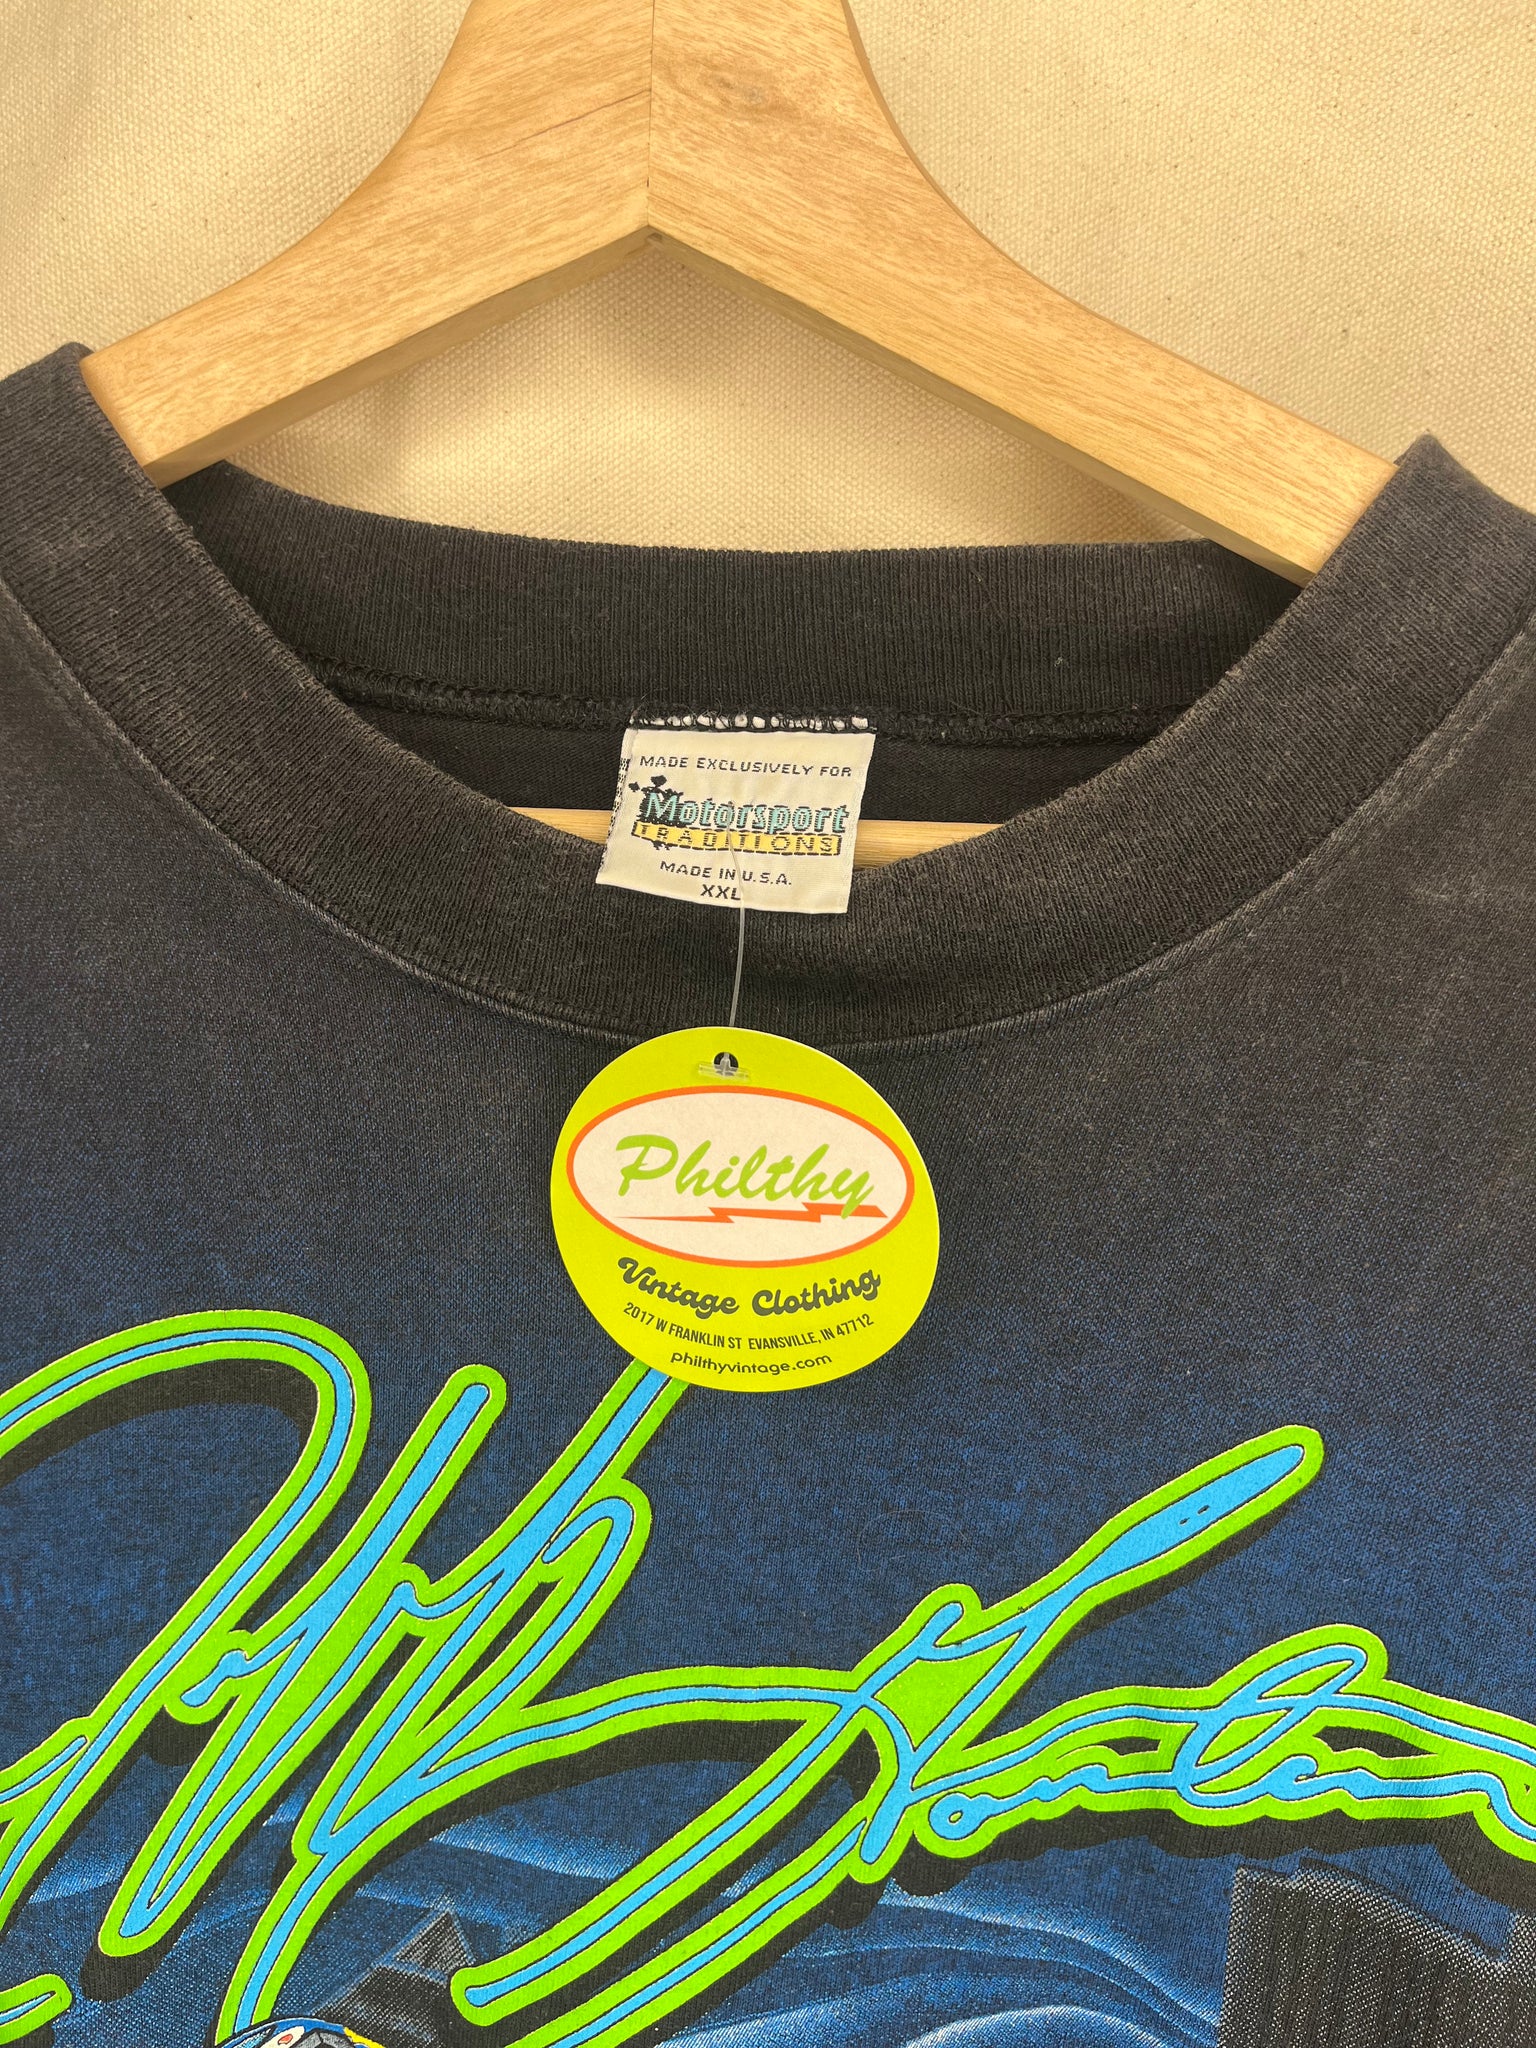 MADE EXCLUSIVELY FOR
Motorsport
TRADITIONS
MADE IN U.S.A.
XXL
Philthy
Vintage Clothing
2017 W FRANKLIN ST EVANSVILLE, IN 47712
philthyvintage.com